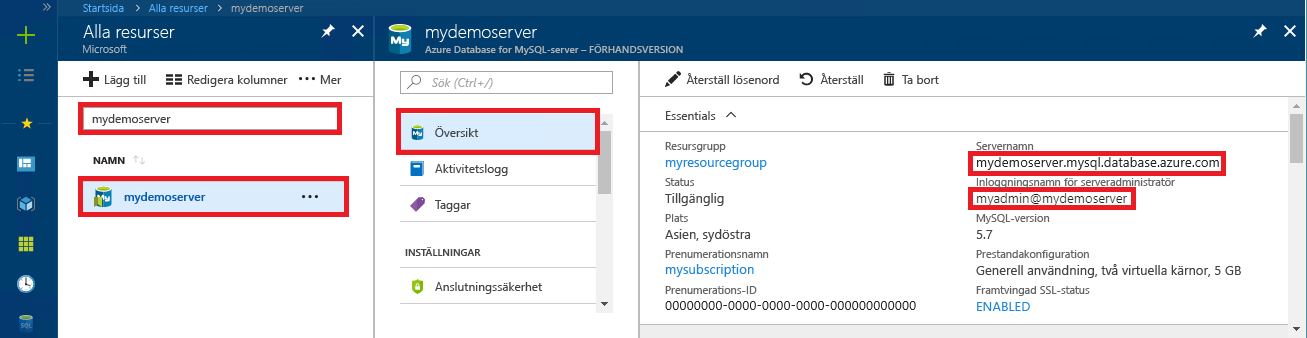 Startsida > Alla resurser > mydemoserver
Alla resurser
Microsoft
Lägg till
Redigera kolumner
Mer
mydemoserver
NAMN
mydemoserver
mydemoserver
Azure Database for MySQL-server – FÖRHANDSVERSION
Sök (Ctrl+/)
Översikt
Aktivitetslogg
Taggar
INSTÄLLNINGAR
Anslutningssäkerhet
Återställ lösenord
Återställ
Ta bort
Essentials
Resursgrupp
myresourcegroup
Status
Tillgänglig
Plats
Asien, sydöstra
Prenumerationsnamn
mysubscription
Prenumerations-ID
00000000-0000-0000-0000-000000000000
Servernamn
mydemoserver.mysql.database.azure.com
Inloggningsnamn för serveradministratör
myadmin@mydemoserver
MySQL-version
5.7
Prestandakonfiguration
Generell användning, två virtuella kärnor, 5 GB
Framtvingad SSL-status
ENABLED
My
SQL